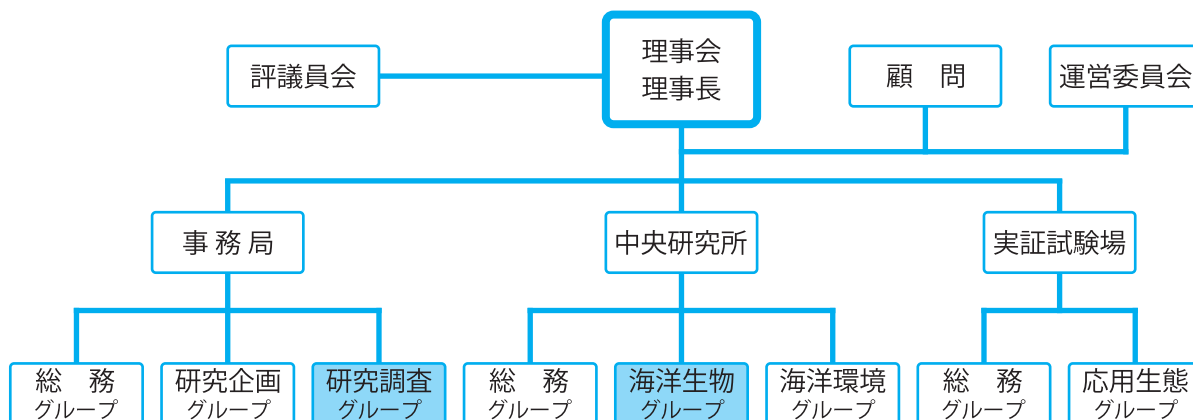 評議員会
理事会
理事長
顧　問
運営委員会
事務局
中央研究所
実証試験場
総　務
グループ
研究企画
グループ
研究調査
グループ
総　務
グループ
海洋生物
グループ
海洋環境
グループ
総　務
グループ
応用生態
グループ